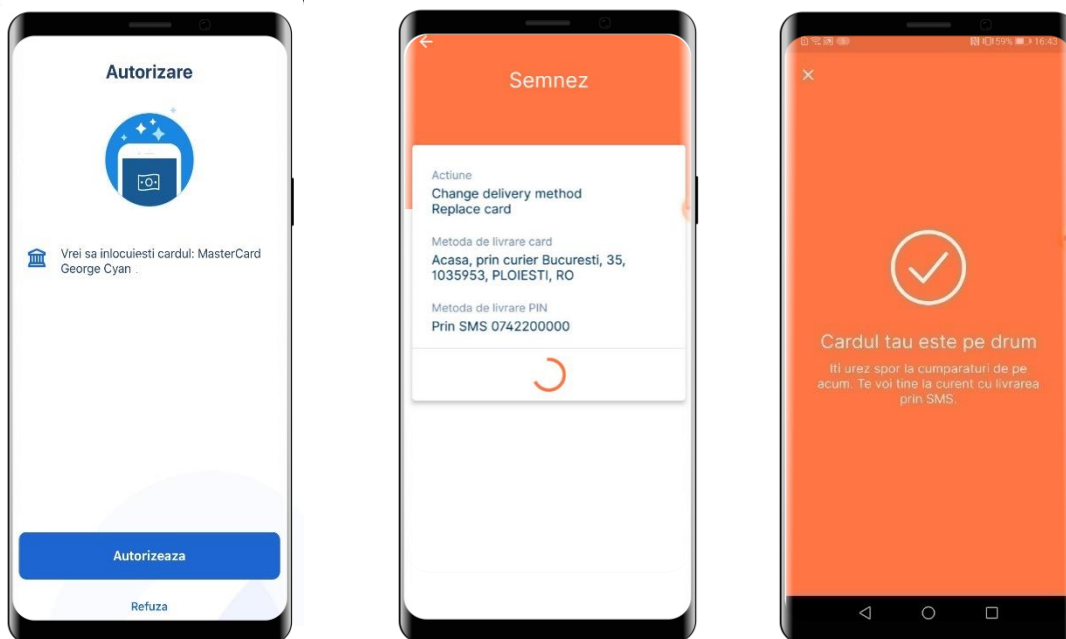 Autorizare
Vrei sa inlocuiesti cardul: MasterCard
George Cyan .
Autorizeaza
Refuza
Semnez
Actiune
Change delivery method
Replace card
Metoda de livrare card
Acasa, prin curier Bucuresti, 35,
1035953, PLOIESTI, RO
Metoda de livrare PIN
Prin SMS 0742200000
59% 16:43
Cardul tau este pe drum
Iti urez spor la cumparaturi de pe
acum. Te voi tine la curent cu livrarea
prin SMS.